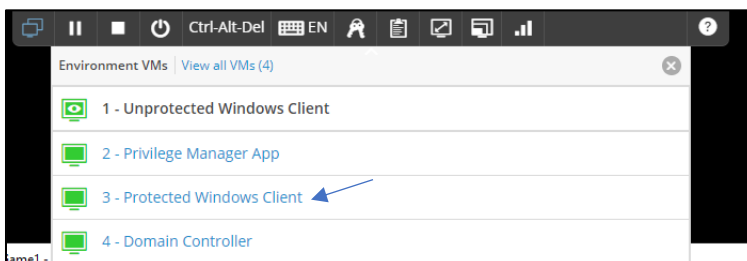 Ctrl-Alt-Del EN ?
Environment VMs View all VMs (4)
1 - Unprotected Windows Client
2 - Privilege Manager App
3 - Protected Windows Client
4 - Domain Controller